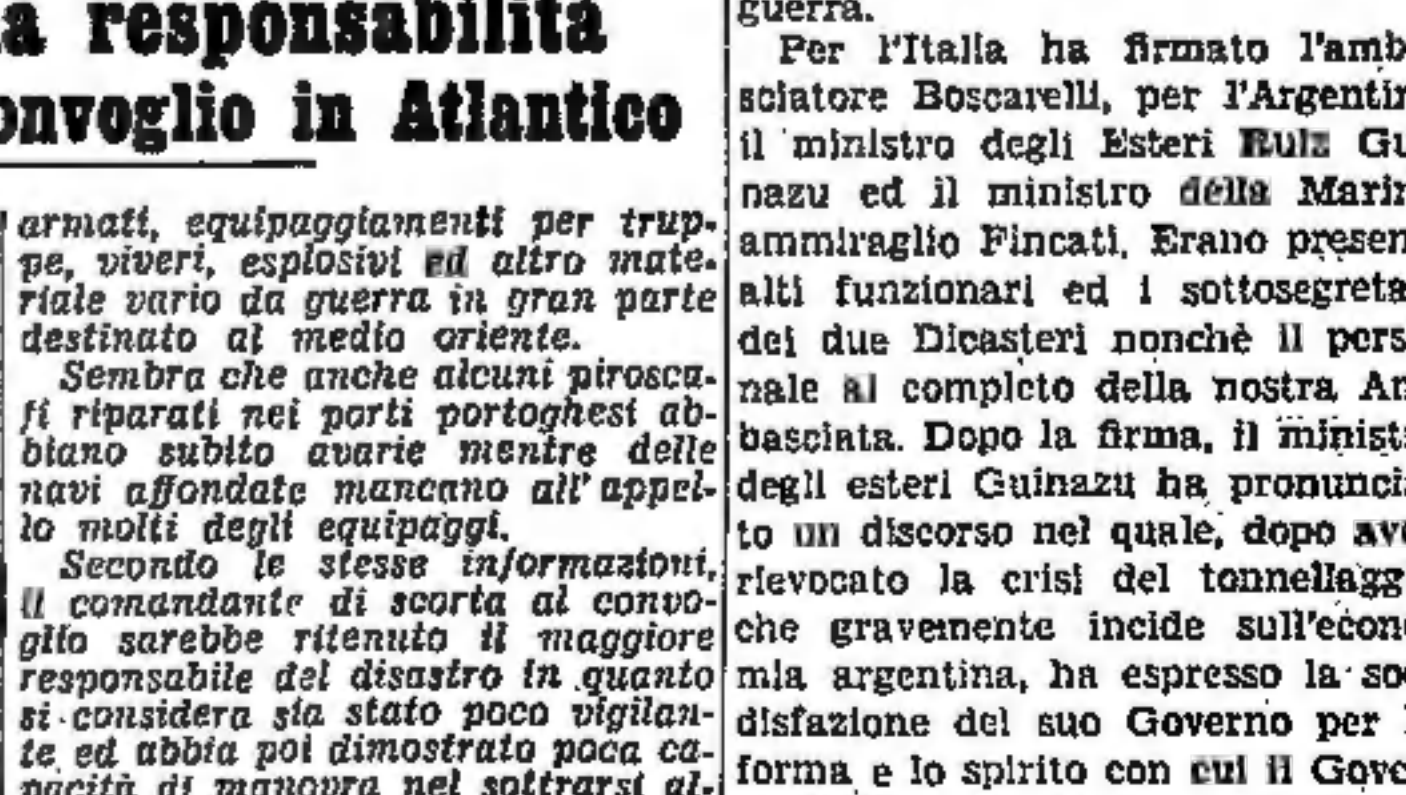 a responsabilità
onvoglio in Atlantico
armati, equipaggiamenti per trup-
pe, viveri, esplosivi ed altro mate-
riale vario da guerra in gran parte
destinato al medio oriente.
Sembra che anche alcuni pirosca-
fi riparati nei porti portoghesi ab-
biano subito avarie mentre delle
navi affondate mancano all'appel-
lo molti degli equipaggi.
Secondo le stesse informazioni,
il comandante di scorta al convo-
glio sarebbe ritenuto il maggiore
responsabile del disastro in quanto
si considera sia stato poco vigilan-
te ed abbia poi dimostrato poca ca-
pacità di manovra nel sottrarsi al-
guerra.
Per l'Italia ha firmato l'amb
sciatore Boscarelli, per l'Argentin
il ministro degli Esteri Ruiz Gu
nazu ed il ministro della Marin
ammiraglio Fincati. Erano presen
alti funzionari ed i sottosegreta
dei due Dicasteri nonchè il pers
nale al completo della nostra Am
basciata. Dopo la firma, il minist
degli esteri Guinazu ha pronuncia
to un discorso nel quale, dopo ave
rievocato la crisi del tonnellagg
che gravemente incide sull'econo
mia argentina, ha espresso la so
disfazione del suo Governo per
forma e lo spirito con cui il Gove